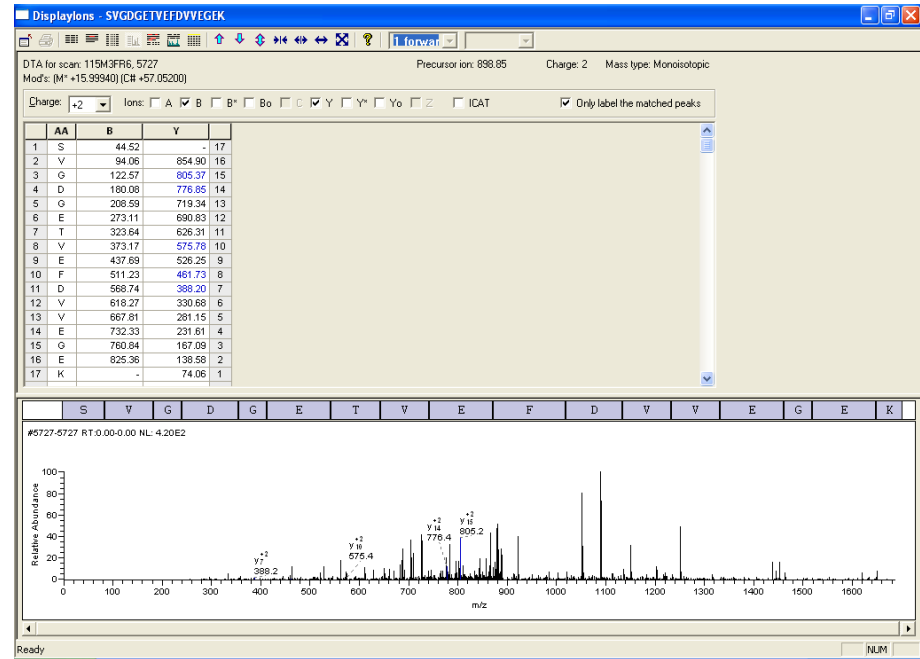 DisplayIons - SVGDGETVEFDVVEGEK
1 forwar
DTA for scan: 115M3FR6, 5727 Precursor ion: 898.85 Charge: 2 Mass type: Monoisotopic
Mod's: (M* +15.99940) (C# +57.05200)
Charge: +2 Ions: A B B* Bo C Y Y* Yo Z ICAT Only label the matched peaks
AA B Y
1 S 44.52 - 17
2 V 94.06 854.90 16
3 G 122.57 805.37 15
4 D 180.08 776.85 14
5 G 208.59 719.34 13
6 E 273.11 690.83 12
7 T 323.64 626.31 11
8 V 373.17 575.78 10
9 E 437.69 526.25 9
10 F 511.23 461.73 8
11 D 568.74 388.20 7
12 V 618.27 330.68 6
13 V 667.81 281.15 5
14 E 732.33 231.61 4
15 G 760.84 167.09 3
16 E 825.36 138.58 2
17 K - 74.06 1
S V G D G E T V E F D V V E G E K
#5727-5727 RT:0.00-0.00 NL: 4.20E2
Relative Abundance
100
80
60
40
20
0
y7 +2
388.2
y10 +2
575.4
y14 +2
776.4
y15 +2
805.2
0 100 200 300 400 500 600 700 800 900 1000 1100 1200 1300 1400 1500 1600
m/z
Ready NUM